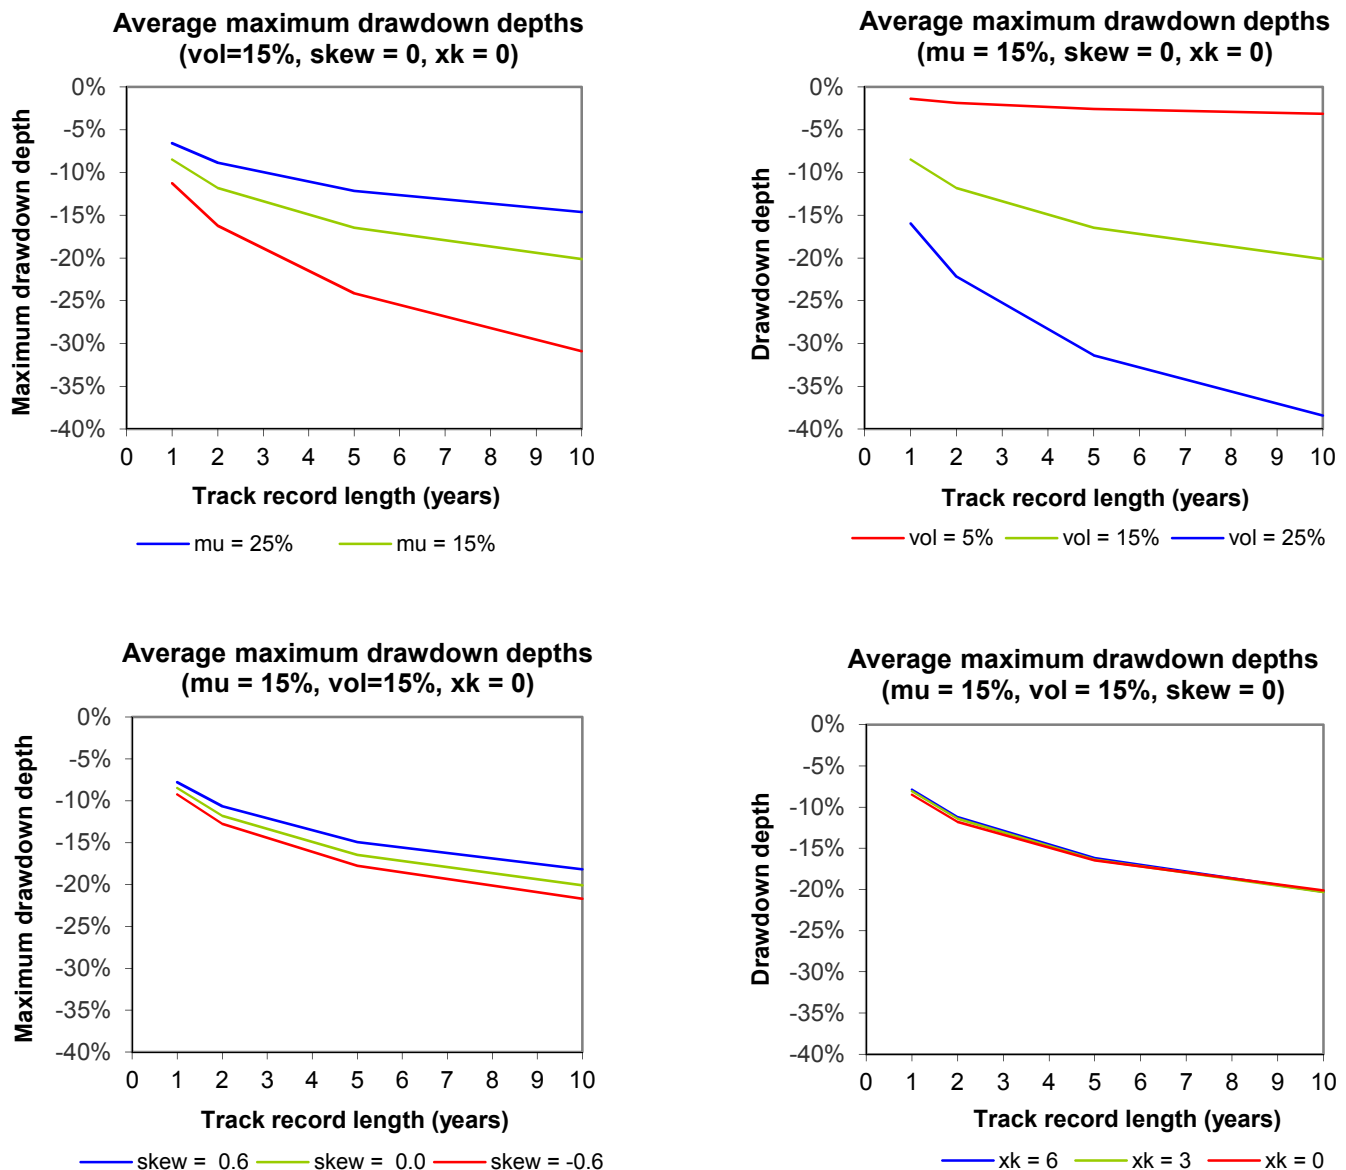 Average maximum drawdown depths
(vol=15%, skew = 0, xk = 0)
0%
-5%
-10%
-15%
-20%
-25%
-30%
-35%
-40%
Maximum drawdown depth
0 1 2 3 4 5 6 7 8 9 10
Track record length (years)
mu = 25% mu = 15%
Average maximum drawdown depths
(mu = 15%, skew = 0, xk = 0)
0%
-5%
-10%
-15%
-20%
-25%
-30%
-35%
-40%
Drawdown depth
0 1 2 3 4 5 6 7 8 9 10
Track record length (years)
vol = 5% vol = 15% vol = 25%
Average maximum drawdown depths
(mu = 15%, vol=15%, xk = 0)
0%
-5%
-10%
-15%
-20%
-25%
-30%
-35%
-40%
Maximum drawdown depth
0 1 2 3 4 5 6 7 8 9 10
Track record length (years)
skew = 0.6 skew = 0.0 skew = -0.6
Average maximum drawdown depths
(mu = 15%, vol = 15%, skew = 0)
0%
-5%
-10%
-15%
-20%
-25%
-30%
-35%
-40%
Drawdown depth
0 1 2 3 4 5 6 7 8 9 10
Track record length (years)
xk = 6 xk = 3 xk = 0